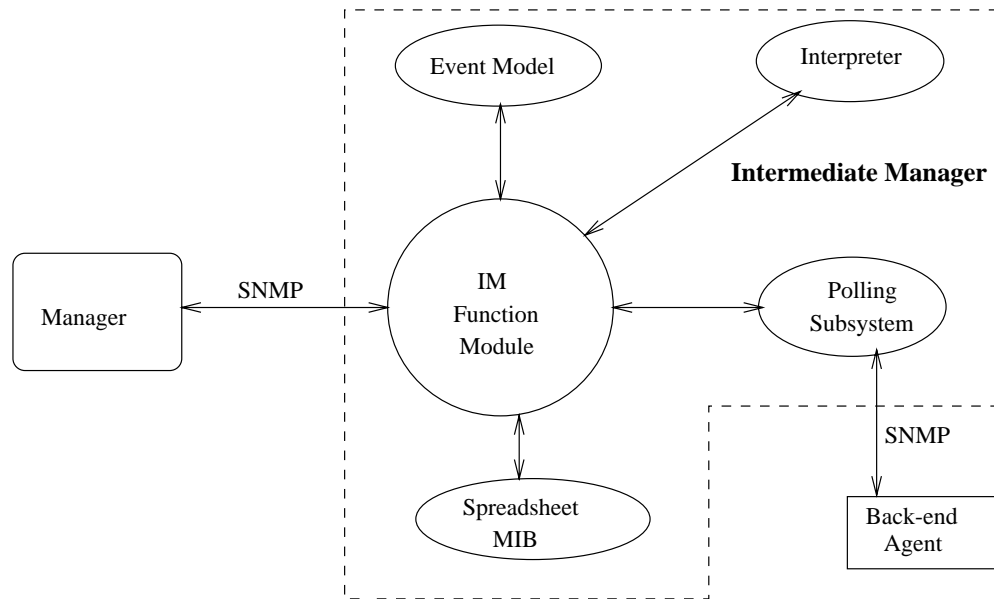 Event Model
Interpreter
Intermediate Manager
Manager
SNMP
IM
Function
Module
Polling
Subsystem
SNMP
Spreadsheet
MIB
Back-end
Agent